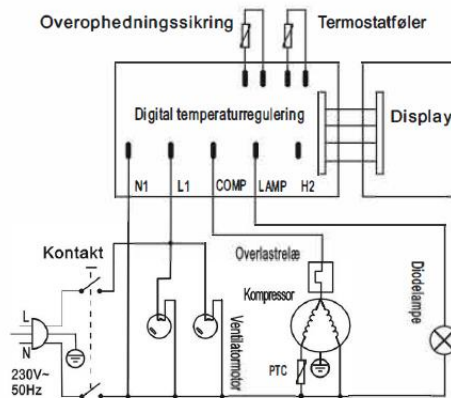 Overophedningssikring
Termostatføler
Digital temperaturregulering
Display
N1 L1 COMP LAMP H2
Kontakt
Overlastrelæ
Kompressor
Diodelampe
Ventilatormotor
L
N
PTC
230V~
50Hz